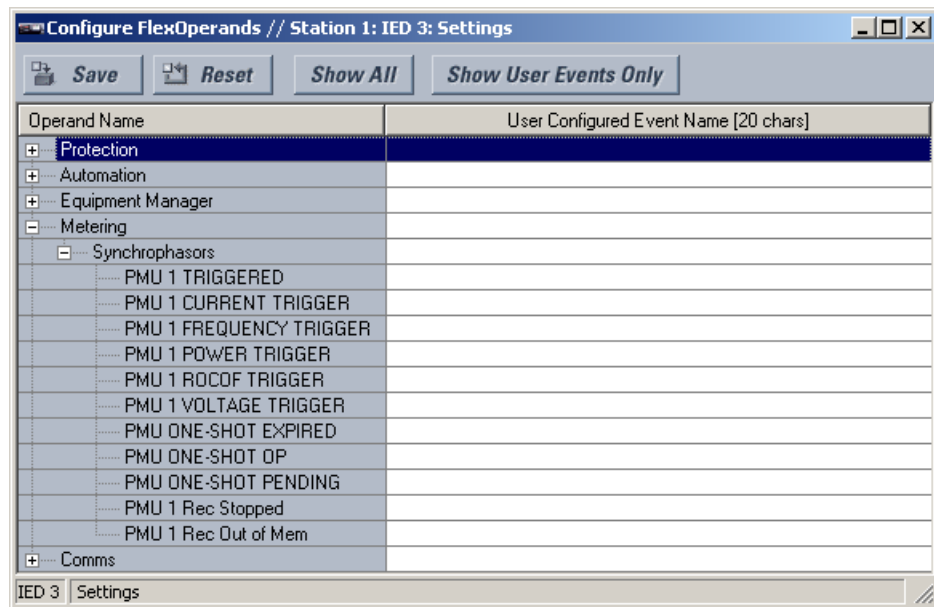 Configure FlexOperands // Station 1: IED 3: Settings
Save Reset Show All Show User Events Only
Operand Name User Configured Event Name [20 chars]
Protection
Automation
Equipment Manager
Metering
Synchrophasors
PMU 1 TRIGGERED
PMU 1 CURRENT TRIGGER
PMU 1 FREQUENCY TRIGGER
PMU 1 POWER TRIGGER
PMU 1 ROCOF TRIGGER
PMU 1 VOLTAGE TRIGGER
PMU ONE-SHOT EXPIRED
PMU ONE-SHOT OP
PMU ONE-SHOT PENDING
PMU 1 Rec Stopped
PMU 1 Rec Out of Mem
Comms
IED 3 Settings